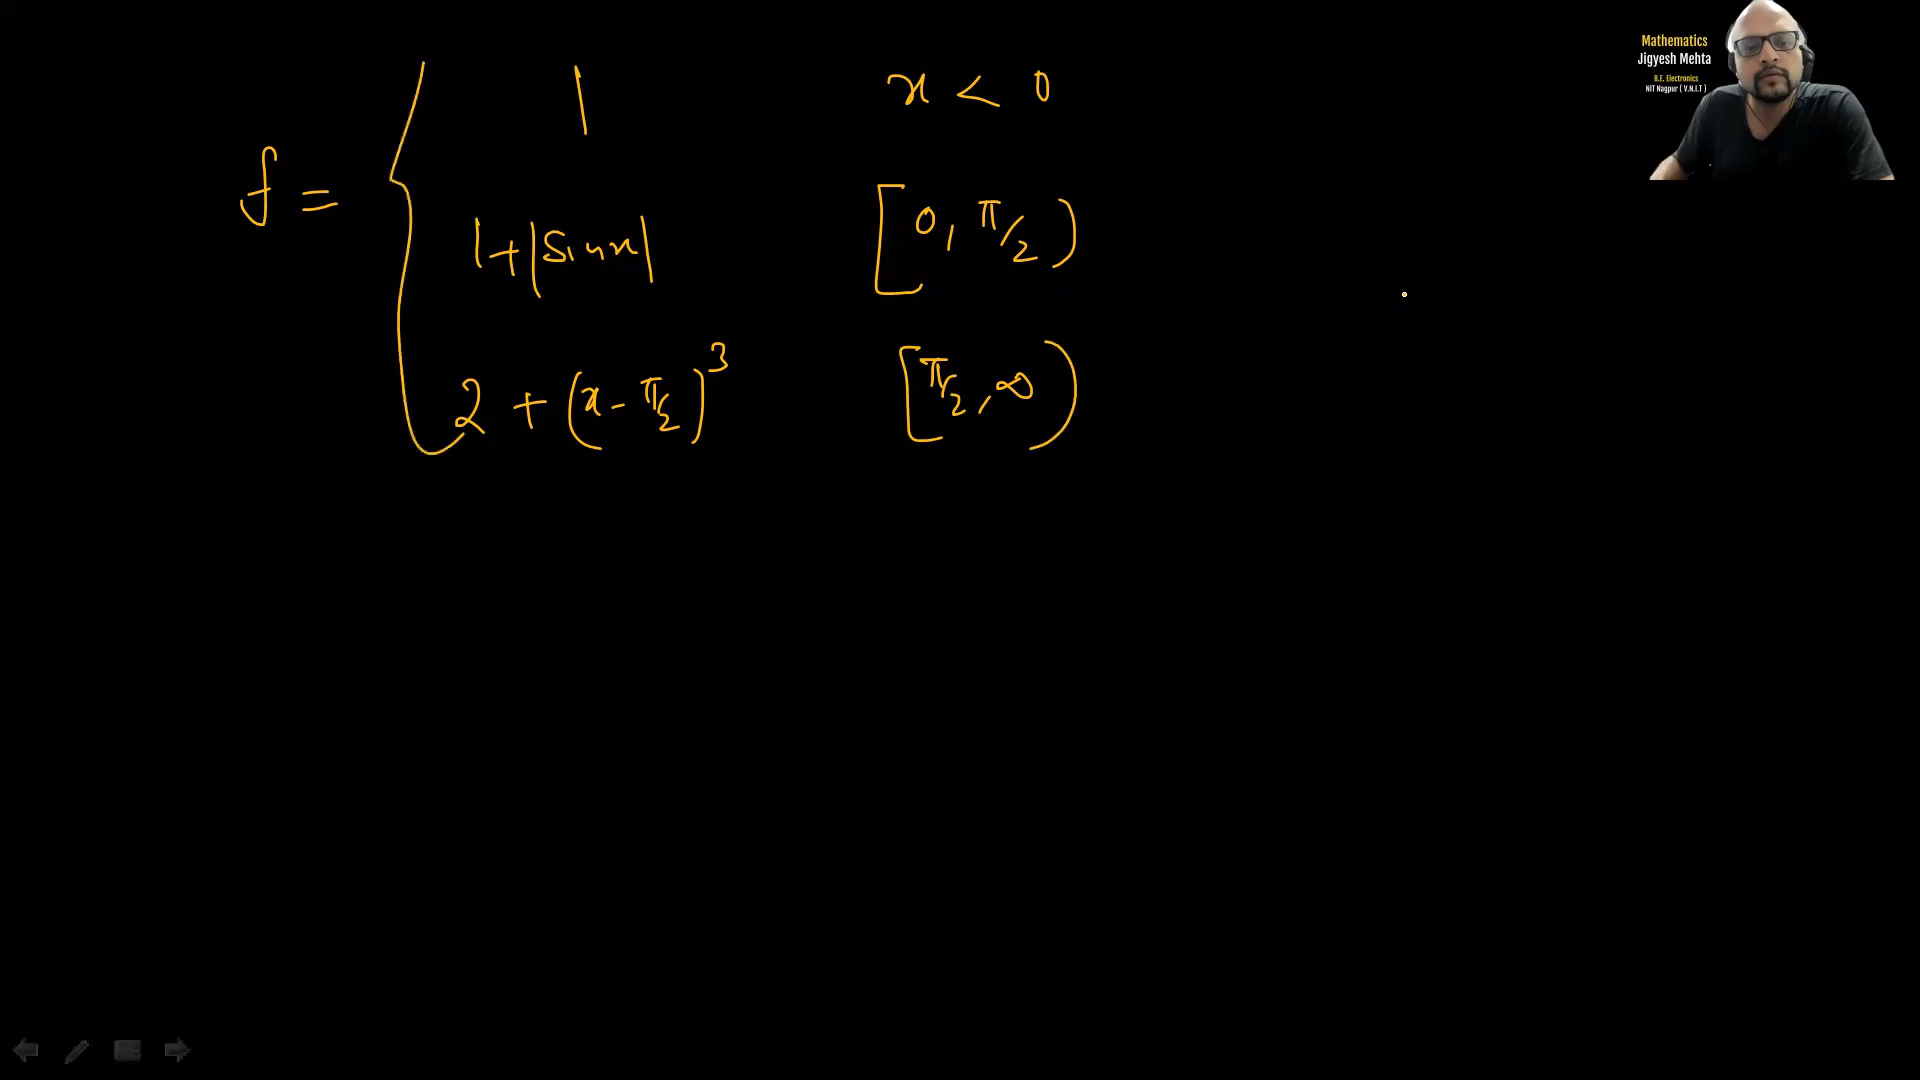 Mathematics
Jigyesh Mehta
B.E. Electronics
NIT Nagpur ( V.N.I.T )
1 x < 0
f =
1+|Sinx| [0, π/2)
2 + (x - π/2)^3 [π/2, ∞)